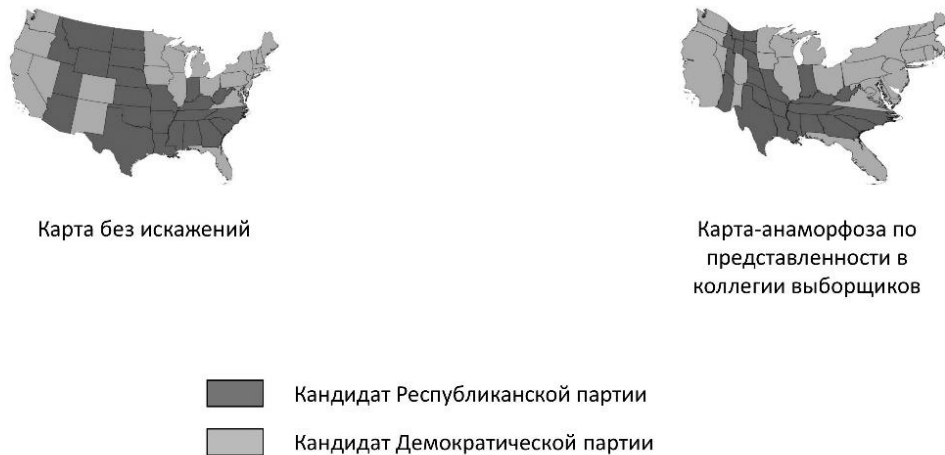 Карта без искажений
Карта-анаморфоза по
представленности в
коллегии выборщиков
Кандидат Республиканской партии
Кандидат Демократической партии